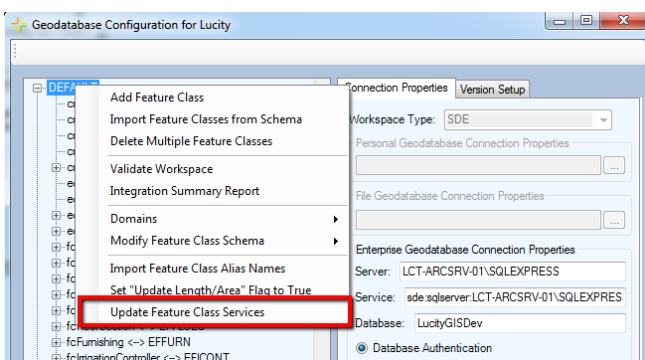 Geodatabase Configuration for Lucity
DEFAULT
Add Feature Class
Import Feature Classes from Schema
Delete Multiple Feature Classes
Validate Workspace
Integration Summary Report
Domains
Modify Feature Class Schema
Import Feature Class Alias Names
Set "Update Length/Area" Flag to True
Update Feature Class Services
fcFurnishing <--> EFFURN
fcIrrigationController <--> EFICONT
Connection Properties
Version Setup
Workspace Type: SDE
Personal Geodatabase Connection Properties
...
File Geodatabase Connection Properties
...
Enterprise Geodatabase Connection Properties
Server: LCT-ARCSRV-01\SQLEXPRESS
Service: sde:sqlserver:LCT-ARCSRV-01\SQLEXPRES
Database: LucityGISDev
Database Authentication